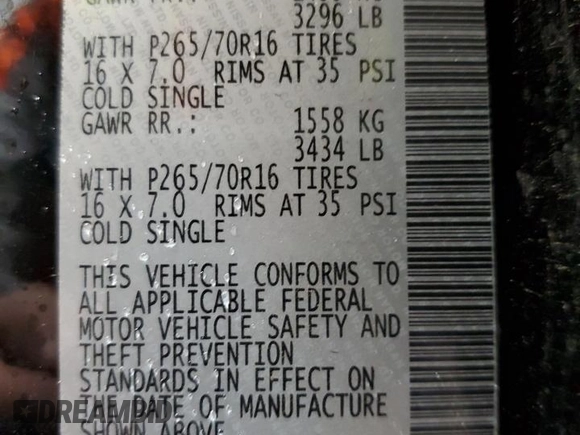 GAWR FR.:
3296 LB
WITH P265/70R16 TIRES
16 X 7.0 RIMS AT 35 PSI
COLD SINGLE
GAWR RR.: 1558 KG
3434 LB
WITH P265/70R16 TIRES
16 X 7.0 RIMS AT 35 PSI
COLD SINGLE
THIS VEHICLE CONFORMS TO
ALL APPLICABLE FEDERAL
MOTOR VEHICLE SAFETY AND
THEFT PREVENTION
STANDARDS IN EFFECT ON
THE DATE OF MANUFACTURE
SHOWN ABOVE
DREAMBID